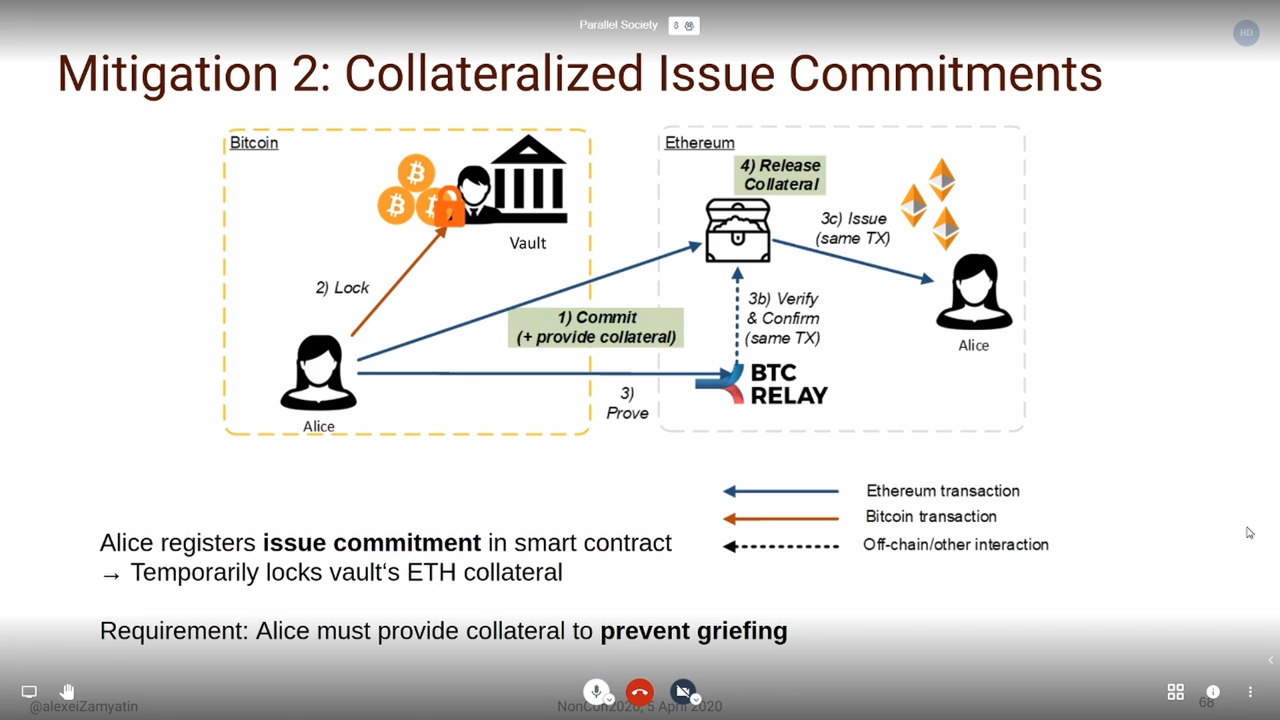 Parallel Society 8
HD
Mitigation 2: Collateralized Issue Commitments
Bitcoin
Ethereum
4) Release
Collateral
3c) Issue
(same TX)
Vault
2) Lock
1) Commit
(+ provide collateral)
3b) Verify
& Confirm
(same TX)
Alice
BTC
RELAY
3)
Prove
Alice
Ethereum transaction
Bitcoin transaction
Off-chain/other interaction
Alice registers issue commitment in smart contract
→ Temporarily locks vault‘s ETH collateral
Requirement: Alice must provide collateral to prevent griefing
@alexeiZamyatin
NonCon2020, 5 April 2020
68